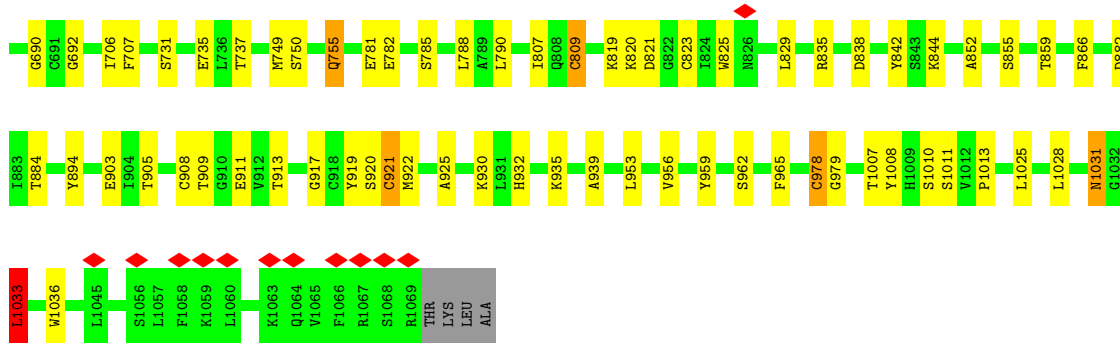 G690 C691 G692 I706 F707 S731 E735 L736 T737 M749 S750 Q755 E781 E782 S785 L788 A789 L790 I807 Q808 C809 K819 K820 D821 G822 C823 I824 W825 N826 L829 R835 D838 Y842 S843 K844 A852 S855 T859 F866 D882
I883 T884 Y894 E903 I904 T905 C908 T909 G910 E911 V912 T913 G917 C918 Y919 S920 C921 M922 A925 K930 L931 H932 K935 A939 L953 V956 Y959 S962 F965 C978 G979 T1007 Y1008 H1009 S1010 S1011 V1012 P1013 L1025 L1028 N1031 G1032
L1033 W1036 L1045 S1056 L1057 F1058 K1059 L1060 K1063 Q1064 V1065 F1066 R1067 S1068 R1069 THR LYS LEU ALA